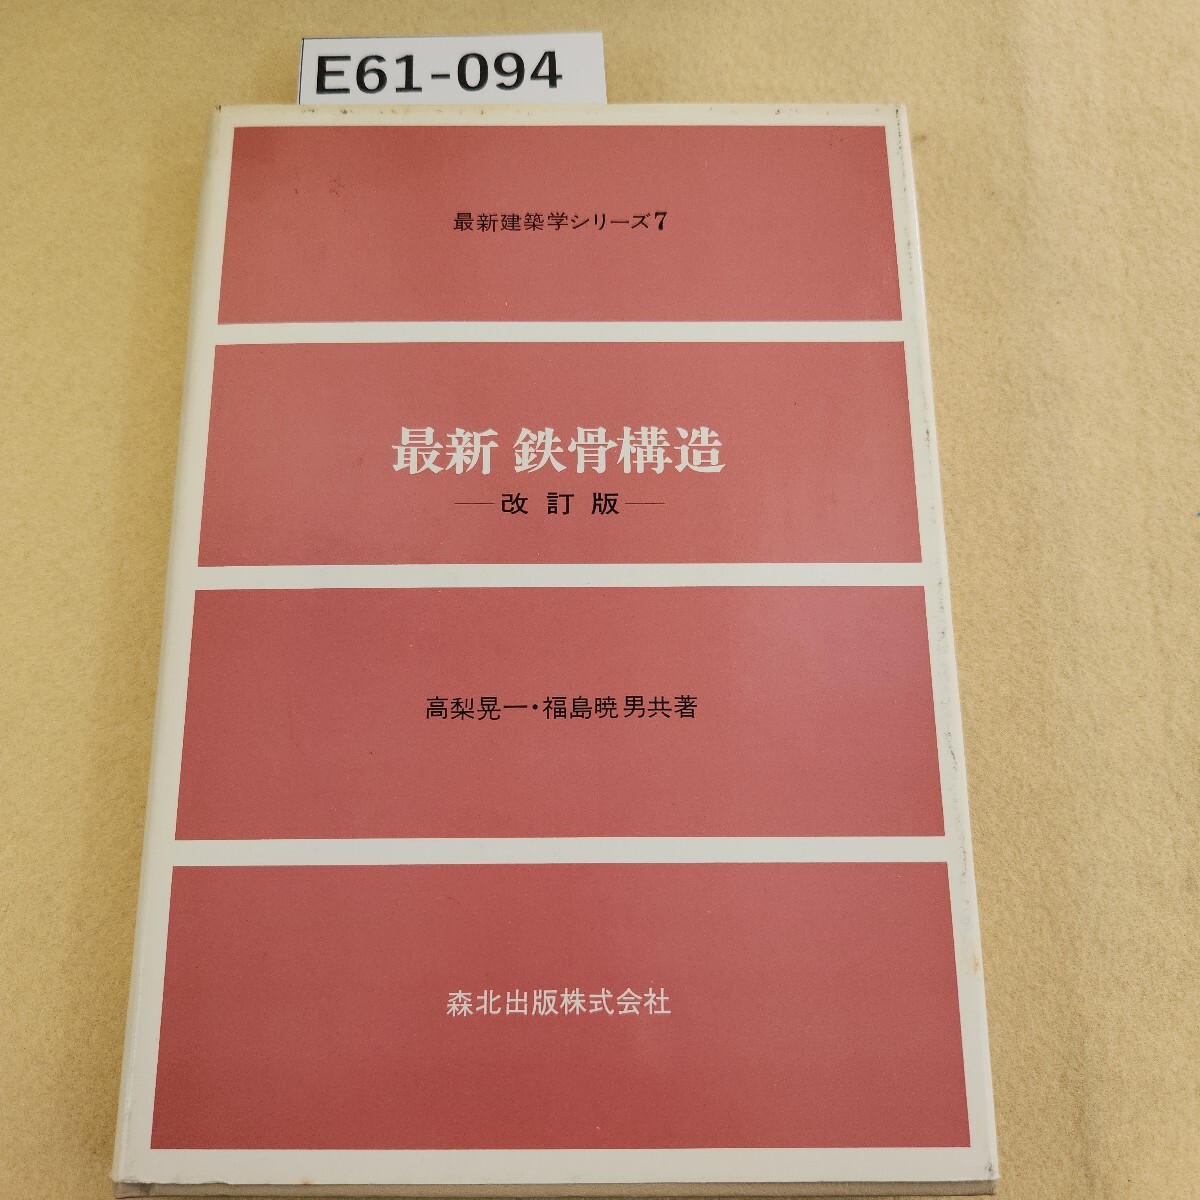 E61-094
最新建築学シリーズ7
最新 鉄骨構造
—改訂版—
高梨晃一・福島暁男共著
森北出版株式会社